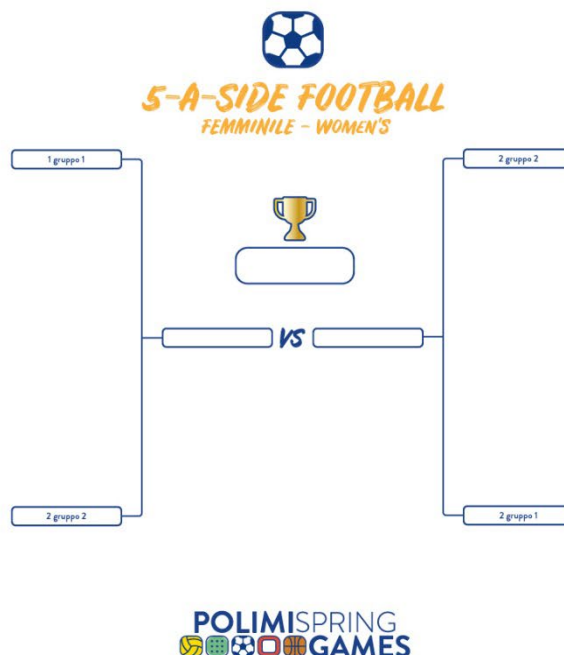 5-A-SIDE FOOTBALL
FEMMINILE - WOMEN'S
1 gruppo 1
2 gruppo 2
VS
2 gruppo 2
2 gruppo 1
POLIMISPRING
GAMES